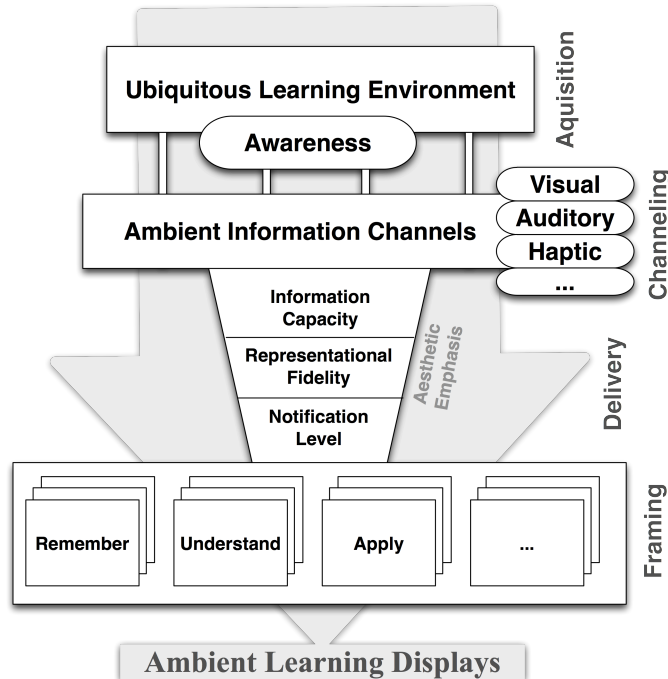 Ubiquitous Learning Environment
Aquisition
Awareness
Ambient Information Channels
Visual
Auditory
Haptic
...
Channeling
Information
Capacity
Representational
Fidelity
Notification
Level
Aesthetic
Emphasis
Delivery
Remember
Understand
Apply
...
Framing
Ambient Learning Displays